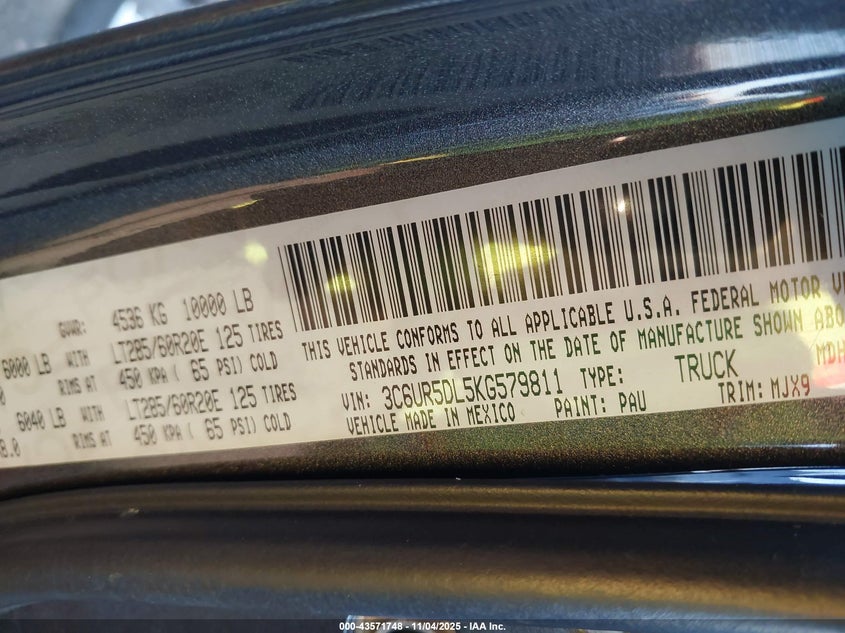 GVWR: 4536 KG 10000 LB
6000 LB WITH LT285/60R20E 125 TIRES
RIMS AT 450 KPA ( 65 PSI) COLD
6040 LB WITH LT285/60R20E 125 TIRES
8.0 RIMS AT 450 KPA ( 65 PSI) COLD
THIS VEHICLE CONFORMS TO ALL APPLICABLE U.S.A. FEDERAL MOTOR
STANDARDS IN EFFECT ON THE DATE OF MANUFACTURE SHOWN
VIN: 3C6UR5DL5KG579811 TYPE: TRUCK MDH
VEHICLE MADE IN MEXICO PAINT: PAU TRIM: MJX9
000-43571748 - 11/04/2025 - IAA Inc.